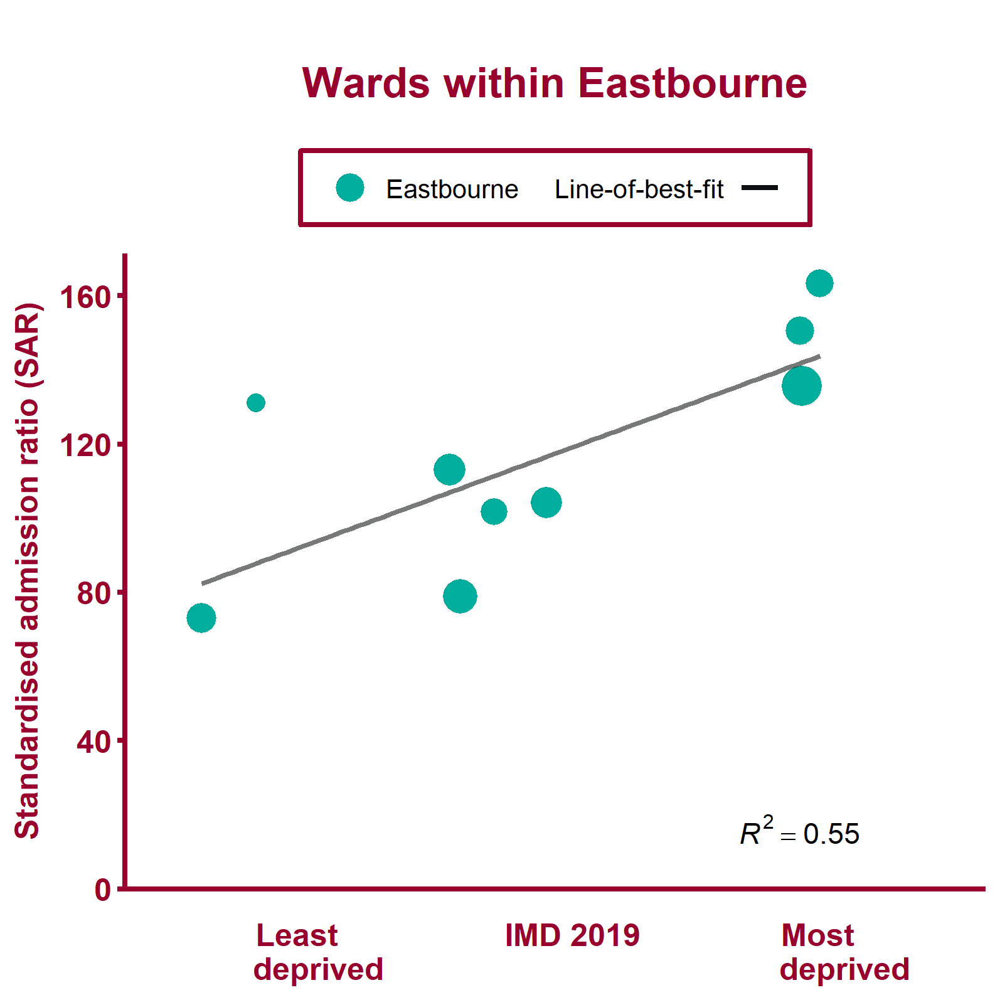 Wards within Eastbourne
Eastbourne Line-of-best-fit
Standardised admission ratio (SAR)
160
120
80
40
0
R² = 0.55
Least deprived
IMD 2019
Most deprived